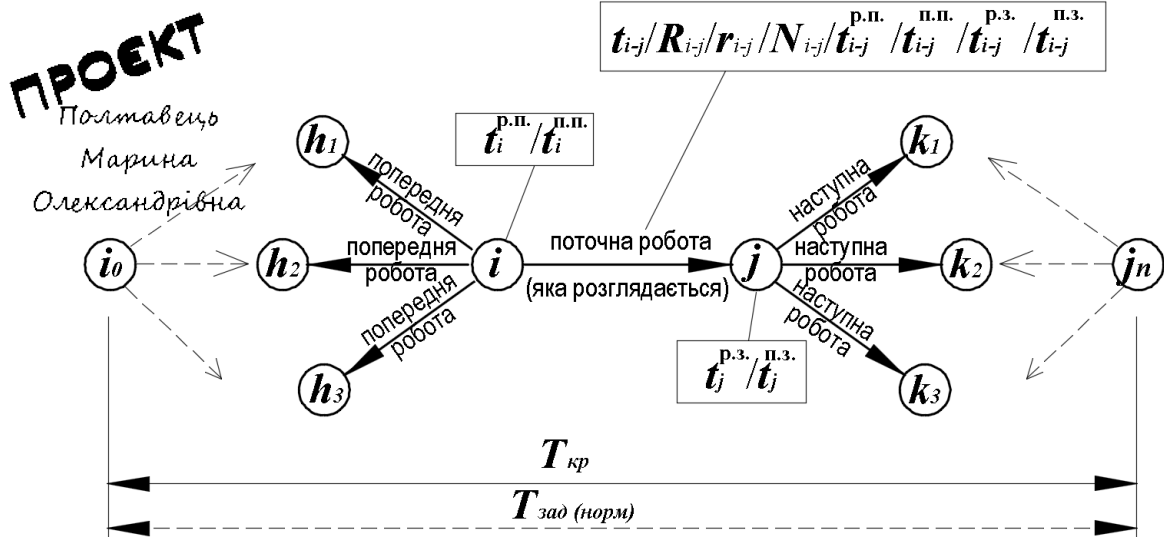 ПРОЄКТ
Полтавець
Марина
Олександрівна
t i-j / R i-j / r i-j / N i-j / t i-j р.п. / t i-j п.п. / t i-j р.з. / t i-j п.з.
t i р.п. / t i п.п.
h1
попередня
робота
k1
наступна
робота
i0
h2
попередня
робота
i
поточна робота
(яка розглядається)
j
наступна
робота
k2
jn
попередня
робота
h3
наступна
робота
k3
t j р.з. / t j п.з.
T кр
T зад (норм)